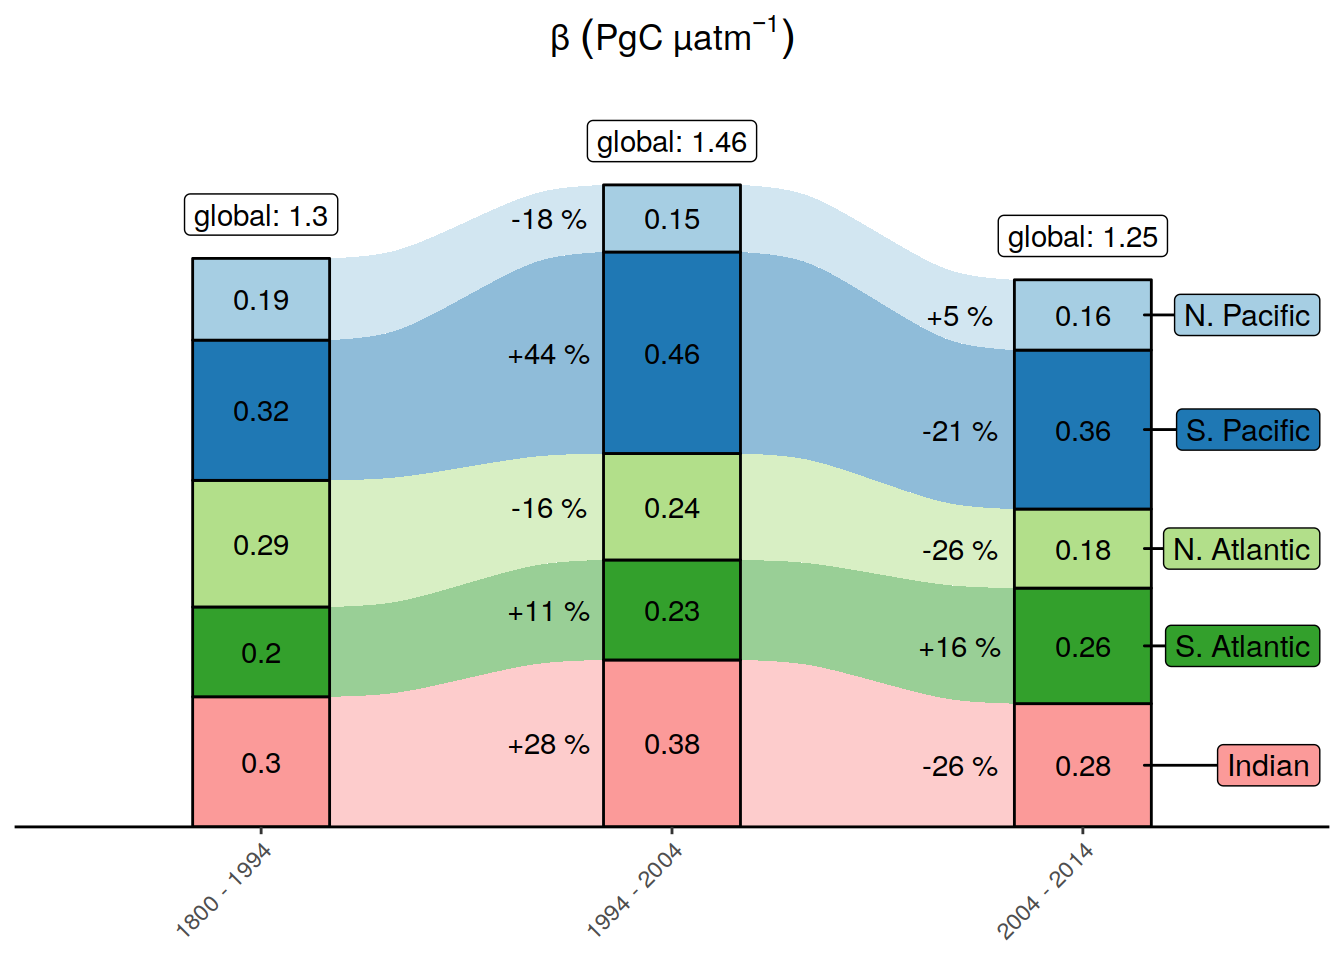 β (PgC µatm⁻¹)
global: 1.46
global: 1.3
global: 1.25
-18 % 0.15
0.19
+5 % 0.16 N. Pacific
+44 % 0.46
0.32
-21 % 0.36 S. Pacific
-16 % 0.24
0.29
-26 % 0.18 N. Atlantic
+11 % 0.23
0.2
+16 % 0.26 S. Atlantic
+28 % 0.38
0.3
-26 % 0.28 Indian
1800 - 1994
1994 - 2004
2004 - 2014